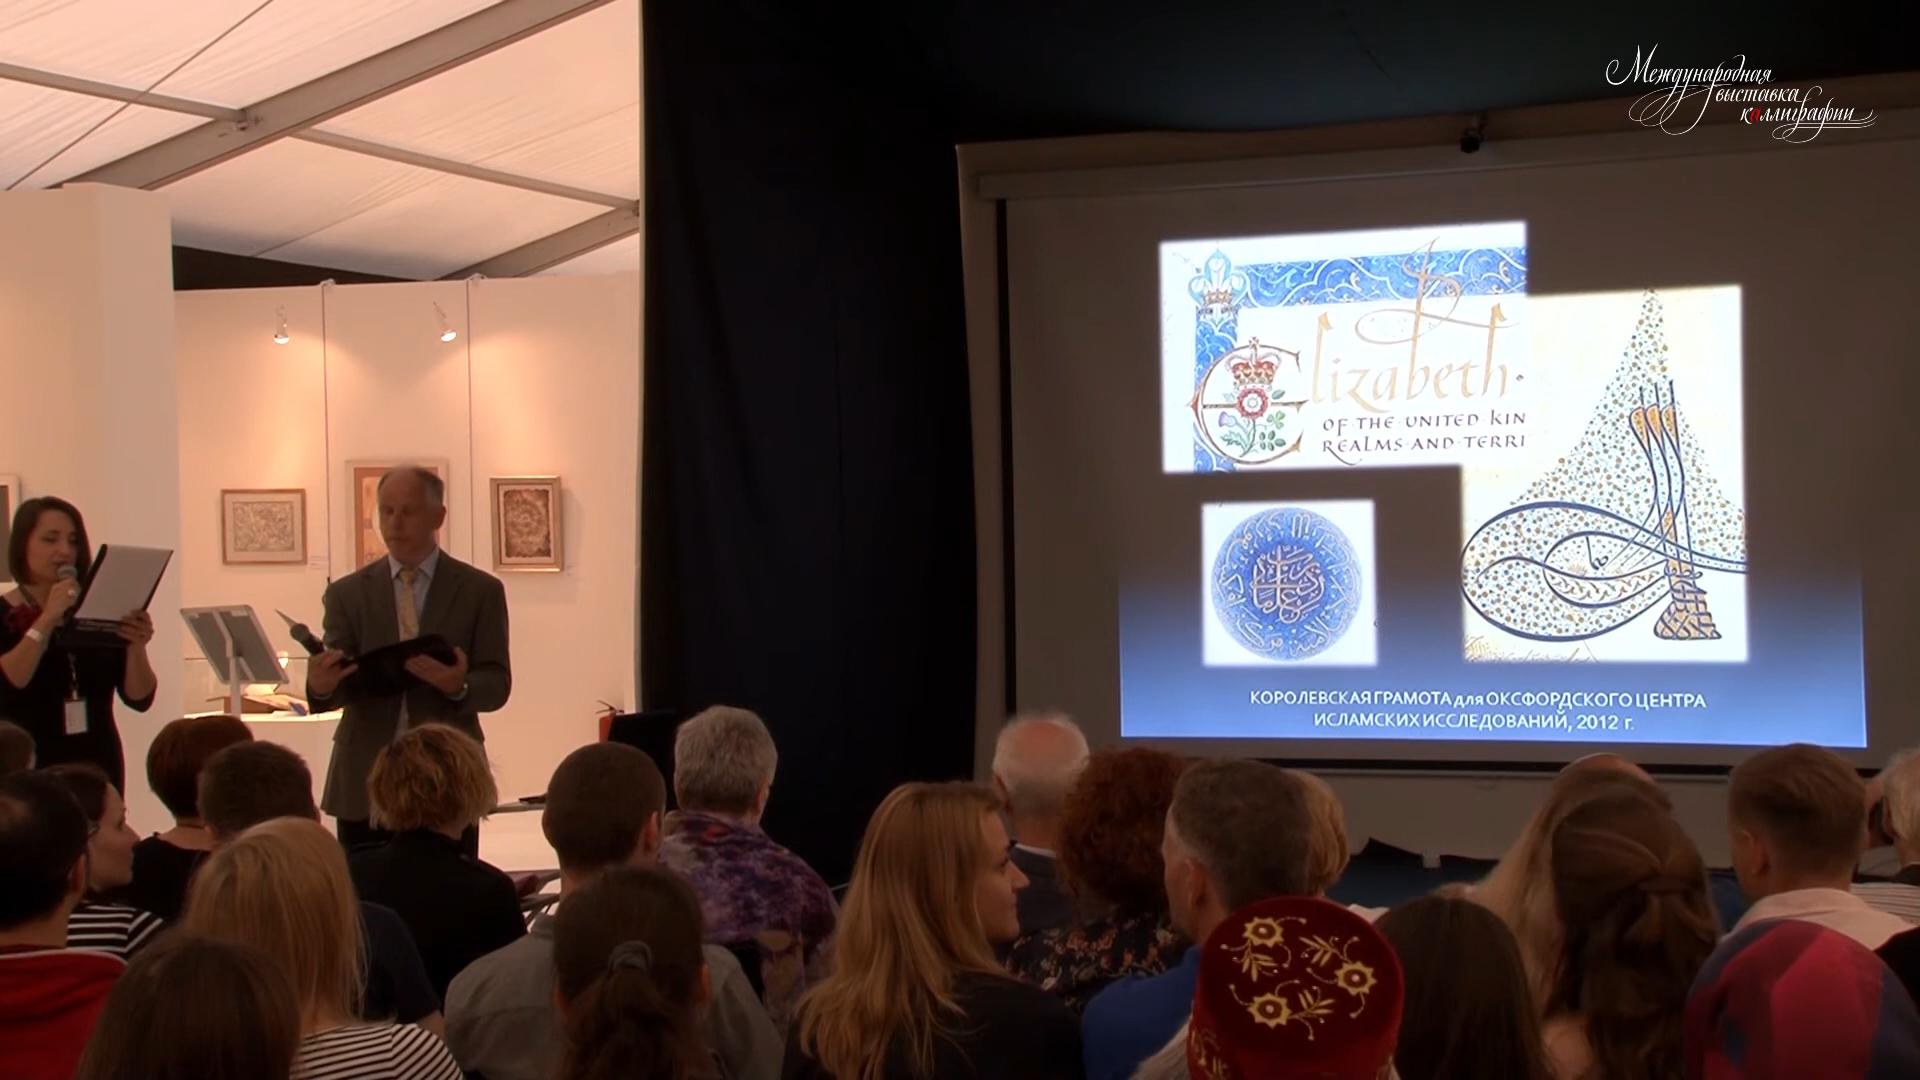 Международная
выставка
каллиграфии
Elizabeth
OF·THE·UNITED KIN
REALMS·AND·TERRI
КОРОЛЕВСКАЯ ГРАМОТА для ОКСФОРДСКОГО ЦЕНТРА
ИСЛАМСКИХ ИССЛЕДОВАНИЙ, 2012 г.